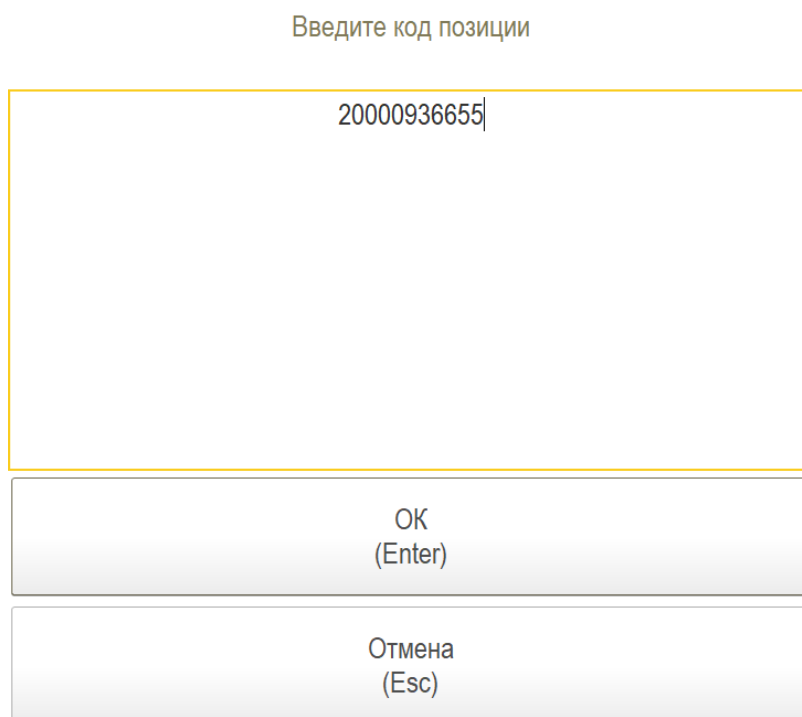 Введите код позиции
20000936655
ОК
(Enter)
Отмена
(Esc)